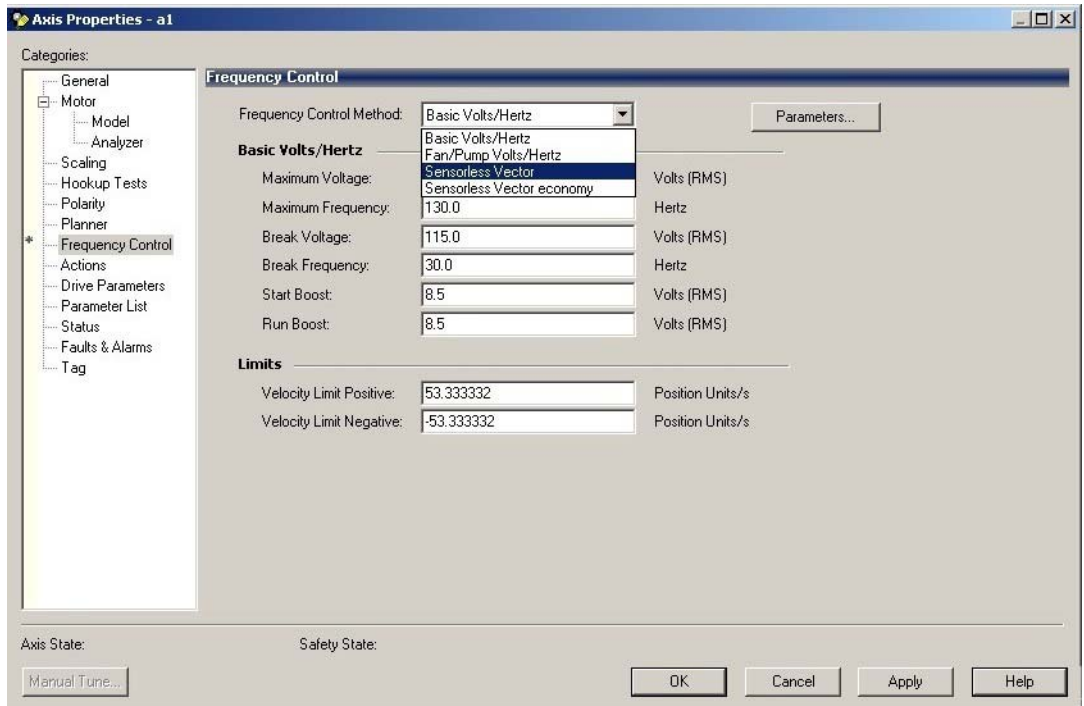 Axis Properties - a1
Categories:
General
Motor
Model
Analyzer
Scaling
Hookup Tests
Polarity
Planner
* Frequency Control
Actions
Drive Parameters
Parameter List
Status
Faults & Alarms
Tag
Frequency Control
Frequency Control Method: Basic Volts/Hertz Parameters...
Basic Volts/Hertz
Fan/Pump Volts/Hertz
Sensorless Vector
Sensorless Vector economy
Basic Volts/Hertz
Maximum Voltage: Volts (RMS)
Maximum Frequency: 130.0 Hertz
Break Voltage: 115.0 Volts (RMS)
Break Frequency: 30.0 Hertz
Start Boost: 8.5 Volts (RMS)
Run Boost: 8.5 Volts (RMS)
Limits
Velocity Limit Positive: 53.333332 Position Units/s
Velocity Limit Negative: -53.333332 Position Units/s
Axis State: Safety State:
Manual Tune... OK Cancel Apply Help